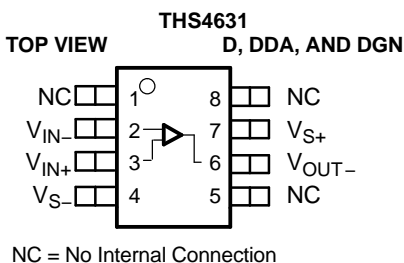 THS4631
TOP VIEW D, DDA, AND DGN
NC 1 8 NC
VIN− 2 7 VS+
VIN+ 3 6 VOUT−
VS− 4 5 NC
NC = No Internal Connection